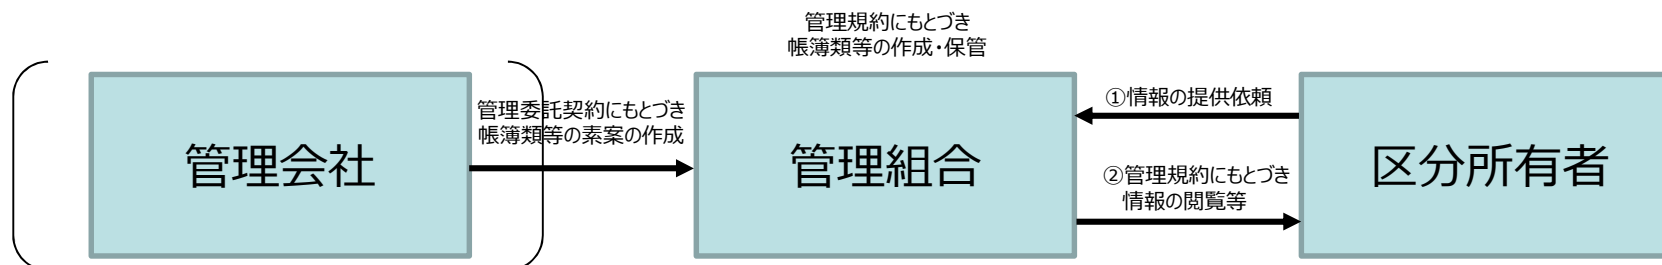 管理規約にもとづき
帳簿類等の作成・保管
管理会社
管理委託契約にもとづき
帳簿類等の素案の作成
管理組合
①情報の提供依頼
②管理規約にもとづき
情報の閲覧等
区分所有者